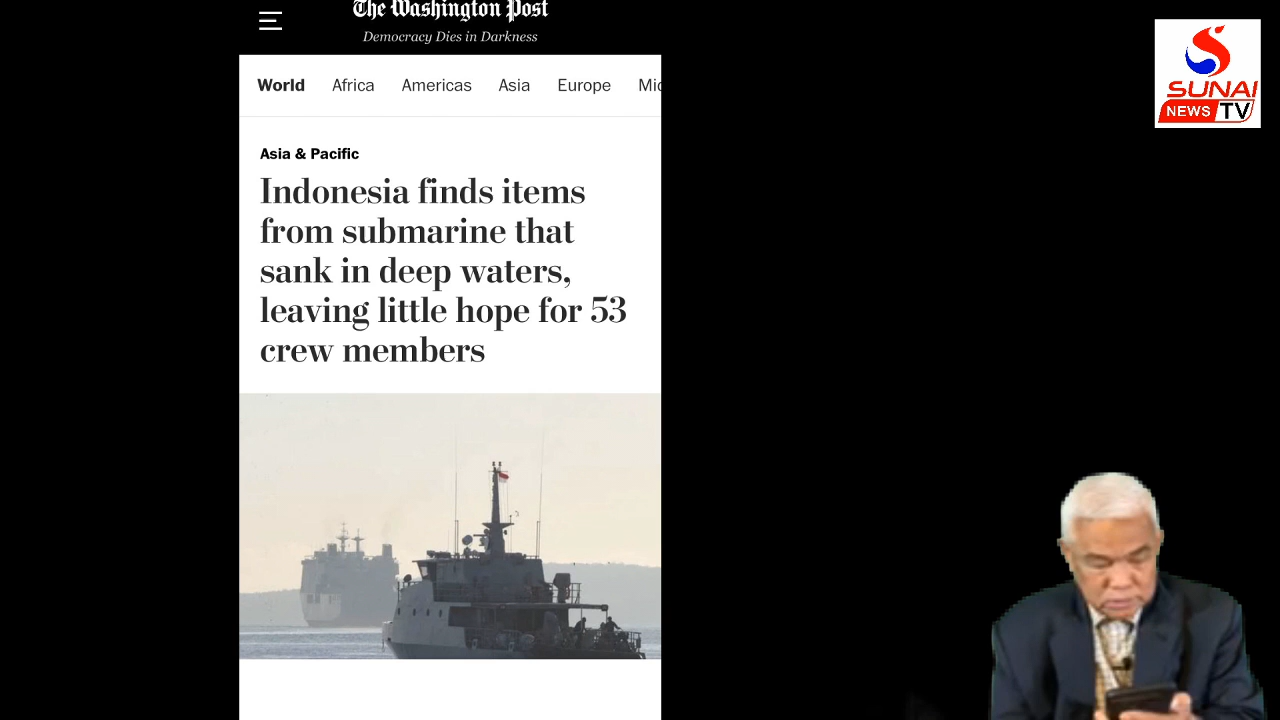 The Washington Post
Democracy Dies in Darkness
SUNAI
NEWS TV
World Africa Americas Asia Europe
Asia & Pacific
Indonesia finds items
from submarine that
sank in deep waters,
leaving little hope for 53
crew members